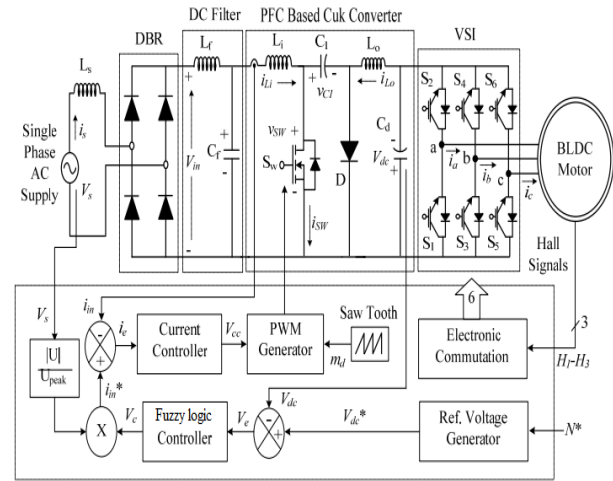 DC Filter
PFC Based Cuk Converter
DBR
VSI
Lf
Li
C1
Lo
Ls
iLi
vC1
iLo
S2
S4
S6
Single
Phase
AC
Supply
is
Vs
+
Vin
-
Cf
vSW
Sw
iSW
D
Cd
Vdc
a
b
c
ia
ib
ic
S1
S3
S5
BLDC
Motor
Hall
Signals
6
3
H1-H3
Vs
iin
ie
Current
Controller
Vcc
PWM
Generator
Saw Tooth
md
Electronic
Commutation
|U|
Upeak
iin*
X
Vc
Fuzzy logic
Controller
Ve
Vdc
Vdc*
Ref. Voltage
Generator
N*